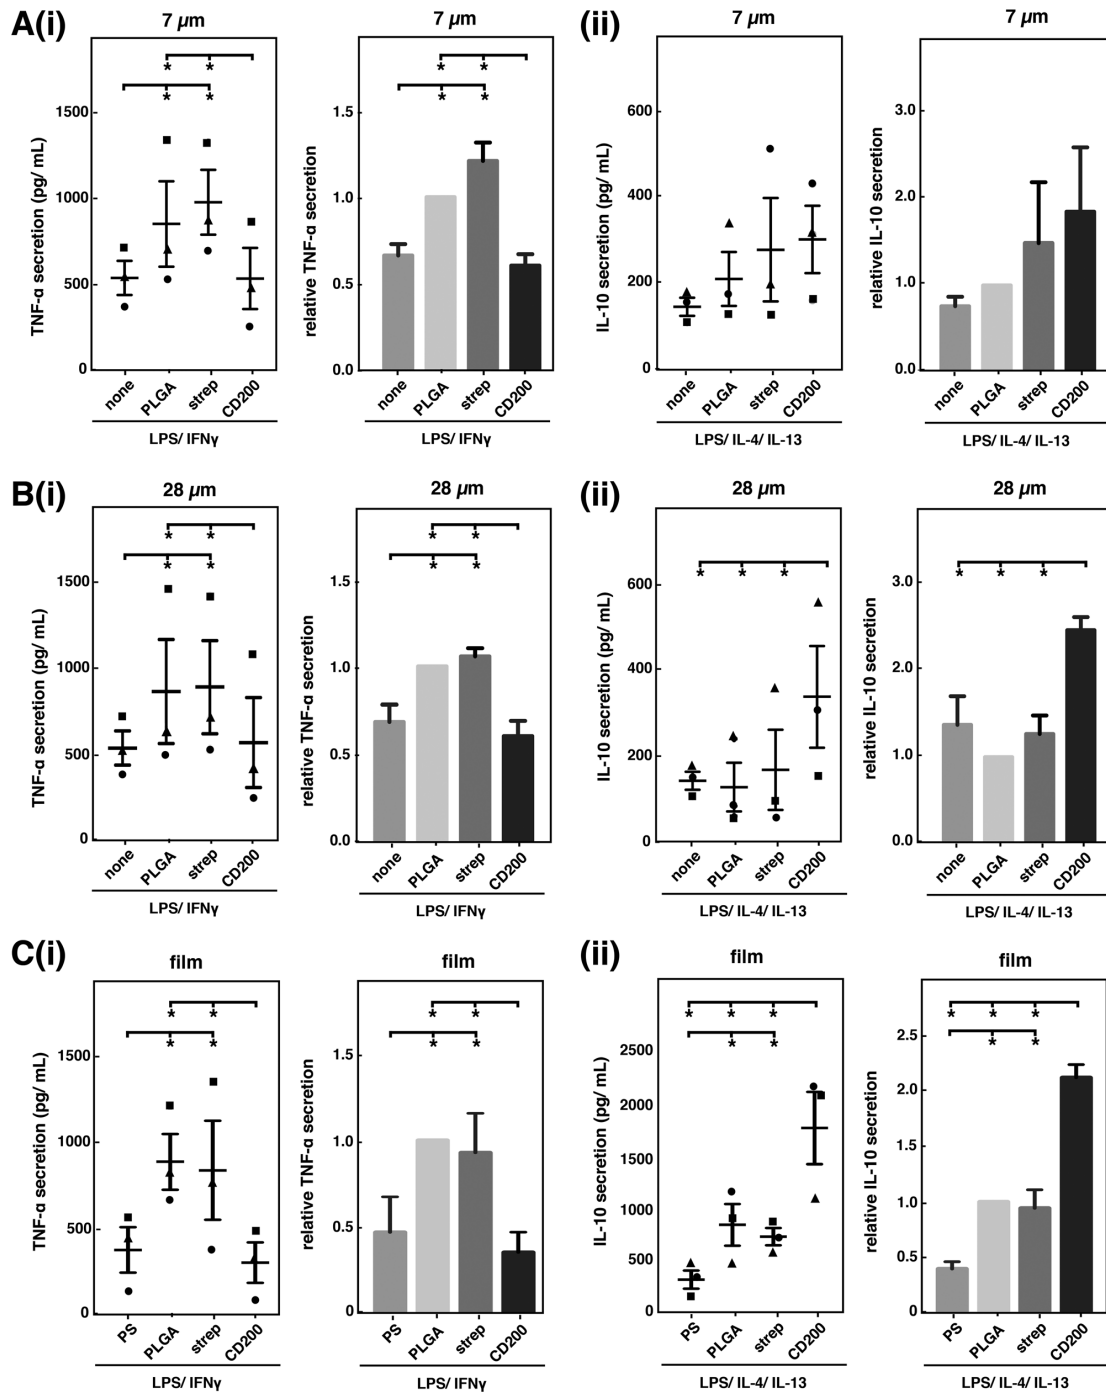 A(i)
7 µm
TNF-α secretion (pg/ mL)
1500
1000
500
0
* *
* *
none PLGA strep CD200
LPS/ IFNγ
7 µm
relative TNF-α secretion
1.5
1.0
0.5
0.0
* *
* *
none PLGA strep CD200
LPS/ IFNγ
(ii)
7 µm
IL-10 secretion (pg/ mL)
600
400
200
0
none PLGA strep CD200
LPS/ IL-4/ IL-13
7 µm
relative IL-10 secretion
3.0
2.0
1.0
0.0
none PLGA strep CD200
LPS/ IL-4/ IL-13
B(i)
28 µm
TNF-α secretion (pg/ mL)
1500
1000
500
0
* *
* *
none PLGA strep CD200
LPS/ IFNγ
28 µm
relative TNF-α secretion
1.5
1.0
0.5
0.0
* *
* *
none PLGA strep CD200
LPS/ IFNγ
(ii)
28 µm
IL-10 secretion (pg/ mL)
600
400
200
0
* * *
none PLGA strep CD200
LPS/ IL-4/ IL-13
28 µm
relative IL-10 secretion
3.0
2.0
1.0
0.0
* * *
none PLGA strep CD200
LPS/ IL-4/ IL-13
C(i)
film
TNF-α secretion (pg/ mL)
1500
1000
500
0
* *
* *
PS PLGA strep CD200
LPS/ IFNγ
film
relative TNF-α secretion
1.5
1.0
0.5
0
* *
* *
PS PLGA strep CD200
LPS/ IFNγ
(ii)
film
IL-10 secretion (pg/ mL)
2500
2000
1500
1000
500
0
* * *
* *
PS PLGA strep CD200
LPS/ IL-4/ IL-13
film
relative IL-10 secretion
2.5
2.0
1.5
1.0
0.5
0
* * *
* *
PS PLGA strep CD200
LPS/ IL-4/ IL-13